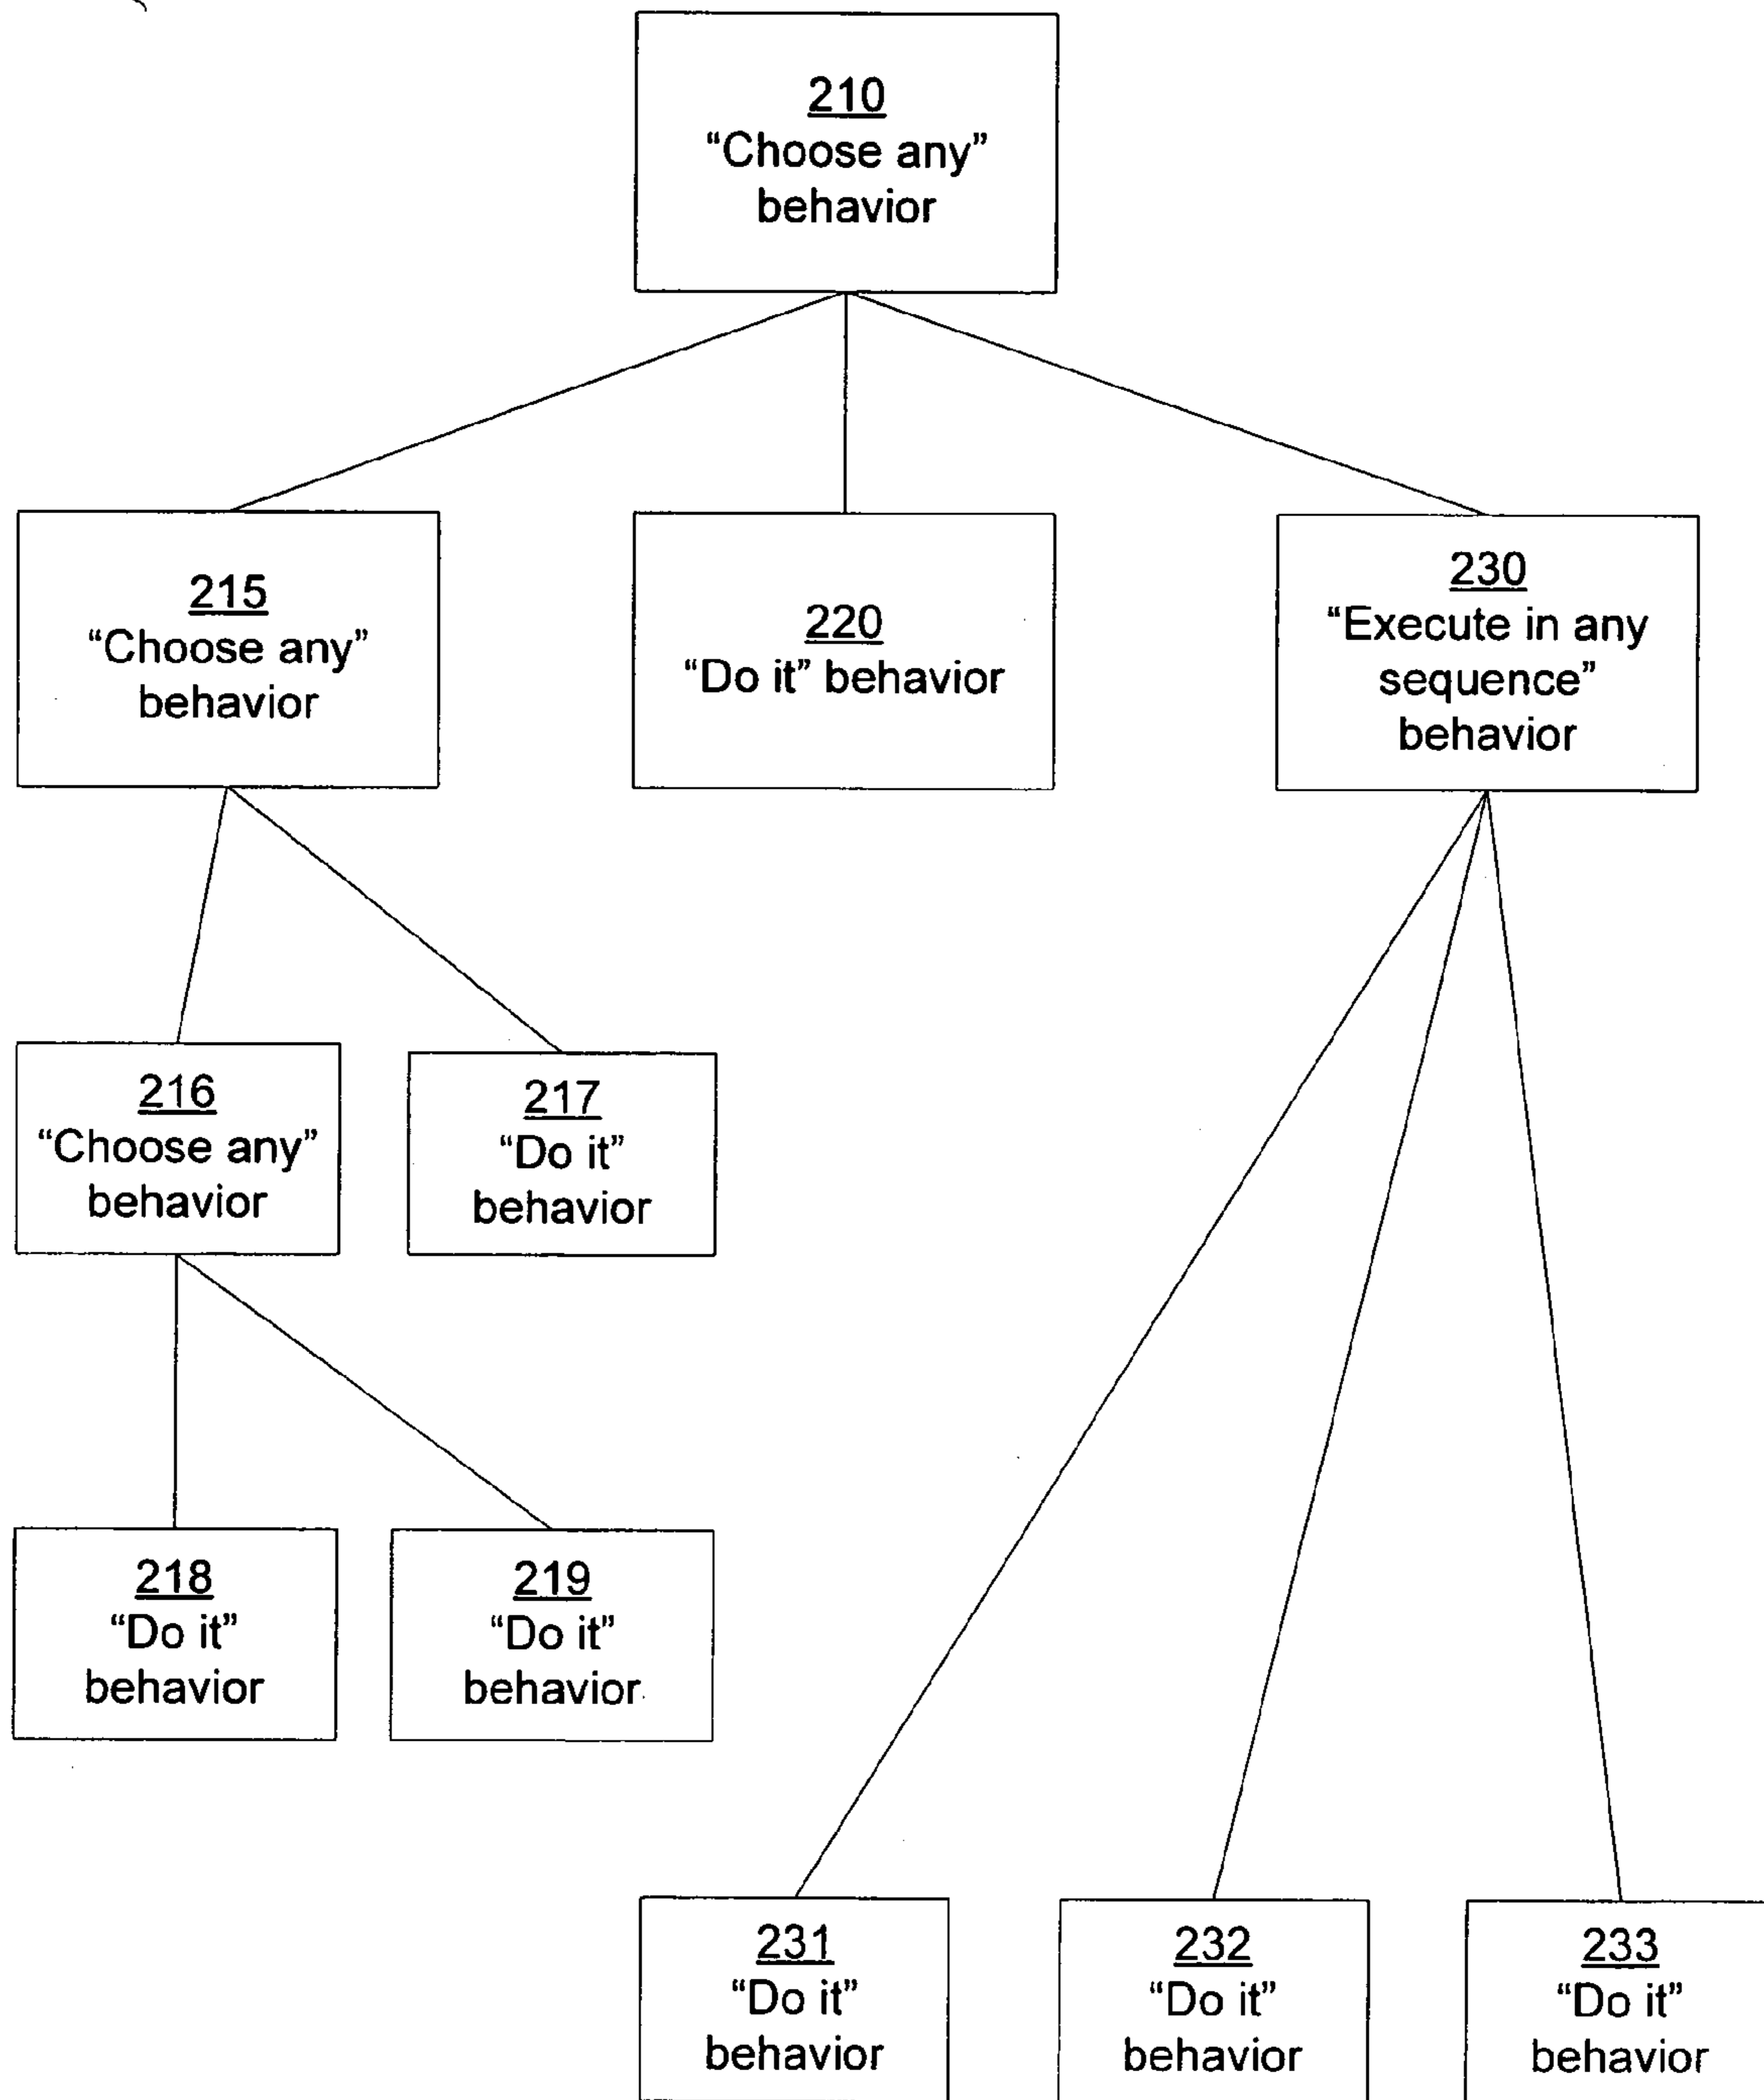 210
“Choose any”
behavior
215
“Choose any”
behavior
220
“Do it” behavior
230
“Execute in any
sequence”
behavior
216
“Choose any”
behavior
217
“Do it”
behavior
218
“Do it”
behavior
219
“Do it”
behavior
231
“Do it”
behavior
232
“Do it”
behavior
233
“Do it”
behavior